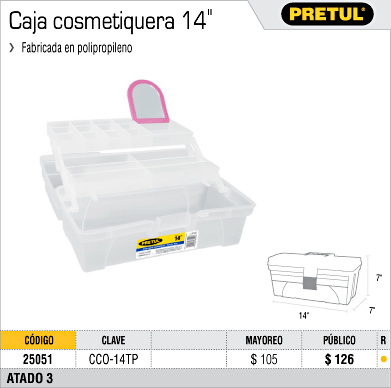 Caja cosmetiquera 14"
PRETUL®
❯ Fabricada en polipropileno
PRETUL 14"
7"
14"
7"
CÓDIGO CLAVE MAYOREO PÚBLICO R
25051 CCO-14TP $ 105 $ 126 ●
ATADO 3